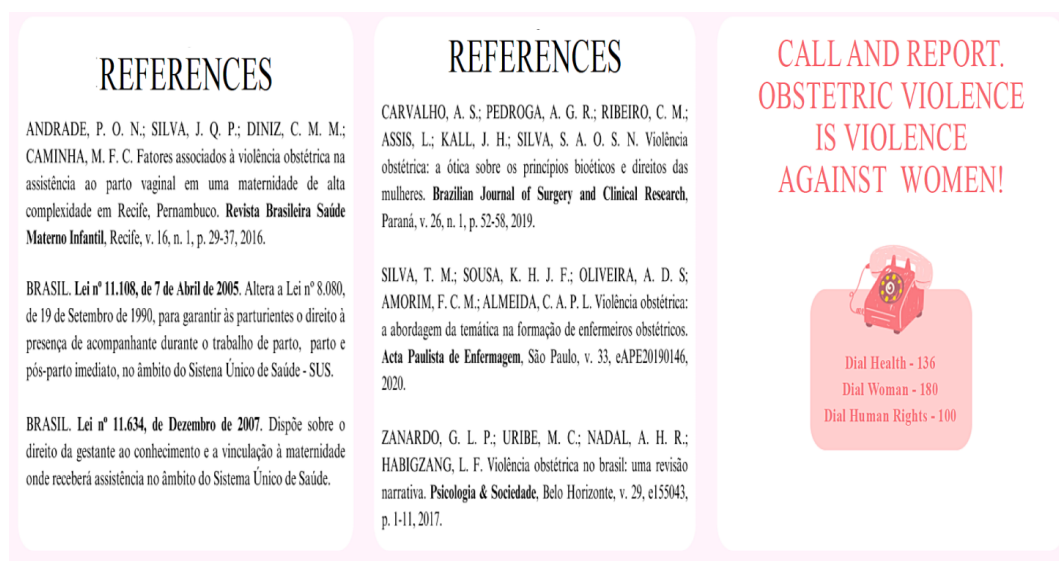 REFERENCES
ANDRADE, P. O. N.; SILVA, J. Q. P.; DINIZ, C. M. M.;
CAMINHA, M. F. C. Fatores associados à violência obstétrica na
assistência ao parto vaginal em uma maternidade de alta
complexidade em Recife, Pernambuco. Revista Brasileira Saúde
Materno Infantil, Recife, v. 16, n. 1, p. 29-37, 2016.
BRASIL. Lei nº 11.108, de 7 de Abril de 2005. Altera a Lei nº 8.080,
de 19 de Setembro de 1990, para garantir às parturientes o direito à
presença de acompanhante durante o trabalho de parto, parto e
pós-parto imediato, no âmbito do Sistena Único de Saúde - SUS.
BRASIL. Lei nº 11.634, de Dezembro de 2007. Dispõe sobre o
direito da gestante ao conhecimento e a vinculação à maternidade
onde receberá assistência no âmbito do Sistema Único de Saúde.
REFERENCES
CARVALHO, A. S.; PEDROGA, A. G. R.; RIBEIRO, C. M.;
ASSIS, L.; KALL, J. H.; SILVA, S. A. O. S. N. Violência
obstétrica: a ótica sobre os princípios bioéticos e direitos das
mulheres. Brazilian Journal of Surgery and Clinical Research,
Paraná, v. 26, n. 1, p. 52-58, 2019.
SILVA, T. M.; SOUSA, K. H. J. F.; OLIVEIRA, A. D. S;
AMORIM, F. C. M.; ALMEIDA, C. A. P. L. Violência obstétrica:
a abordagem da temática na formação de enfermeiros obstétricos.
Acta Paulista de Enfermagem, São Paulo, v. 33, eAPE20190146,
2020.
ZANARDO, G. L. P.; URIBE, M. C.; NADAL, A. H. R.;
HABIGZANG, L. F. Violência obstétrica no brasil: uma revisão
narrativa. Psicologia & Sociedade, Belo Horizonte, v. 29, e155043,
p. 1-11, 2017.
CALL AND REPORT.
OBSTETRIC VIOLENCE
IS VIOLENCE
AGAINST WOMEN!
Dial Health - 136
Dial Woman - 180
Dial Human Rights - 100